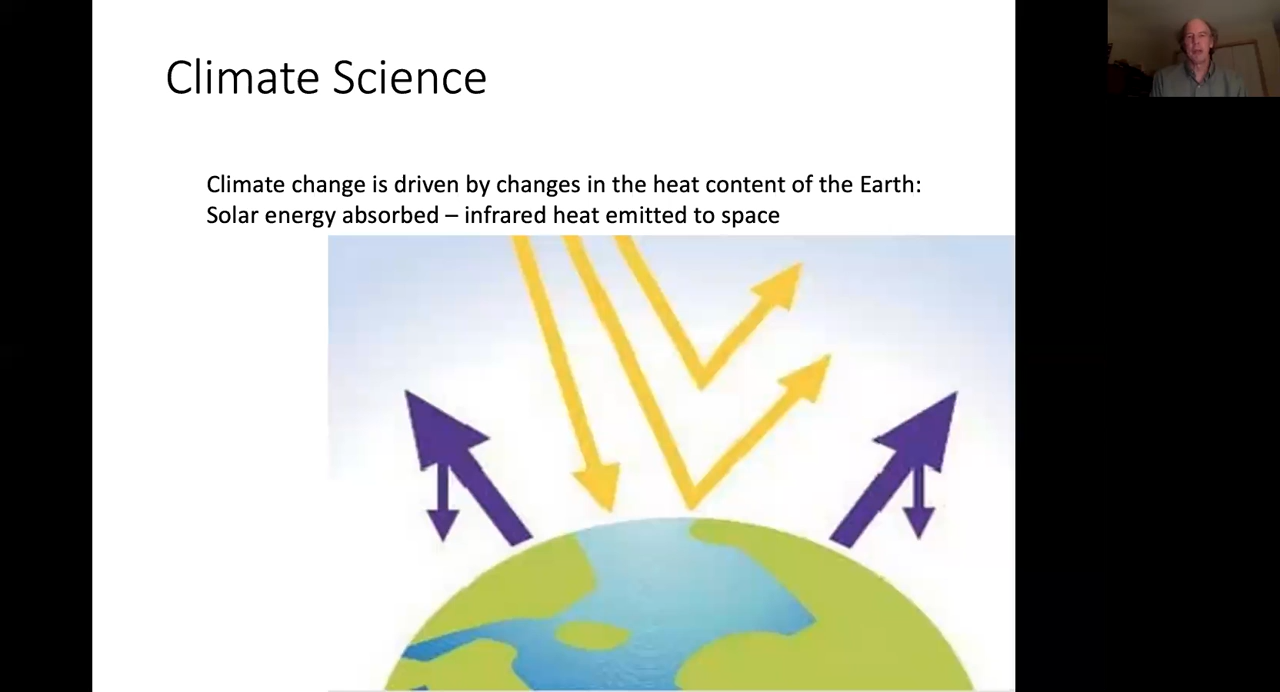 Climate Science
Climate change is driven by changes in the heat content of the Earth:
Solar energy absorbed – infrared heat emitted to space